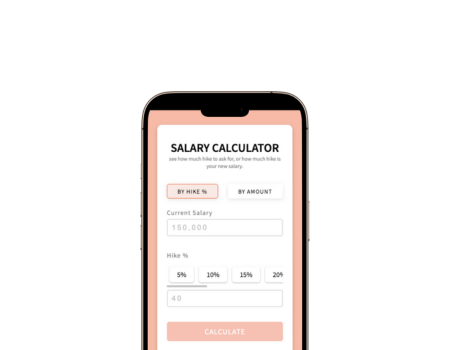 SALARY CALCULATOR
see how much hike to ask for, or how much hike is
your new salary.
BY HIKE % BY AMOUNT
Current Salary
150,000
Hike %
5% 10% 15% 20%
40
CALCULATE